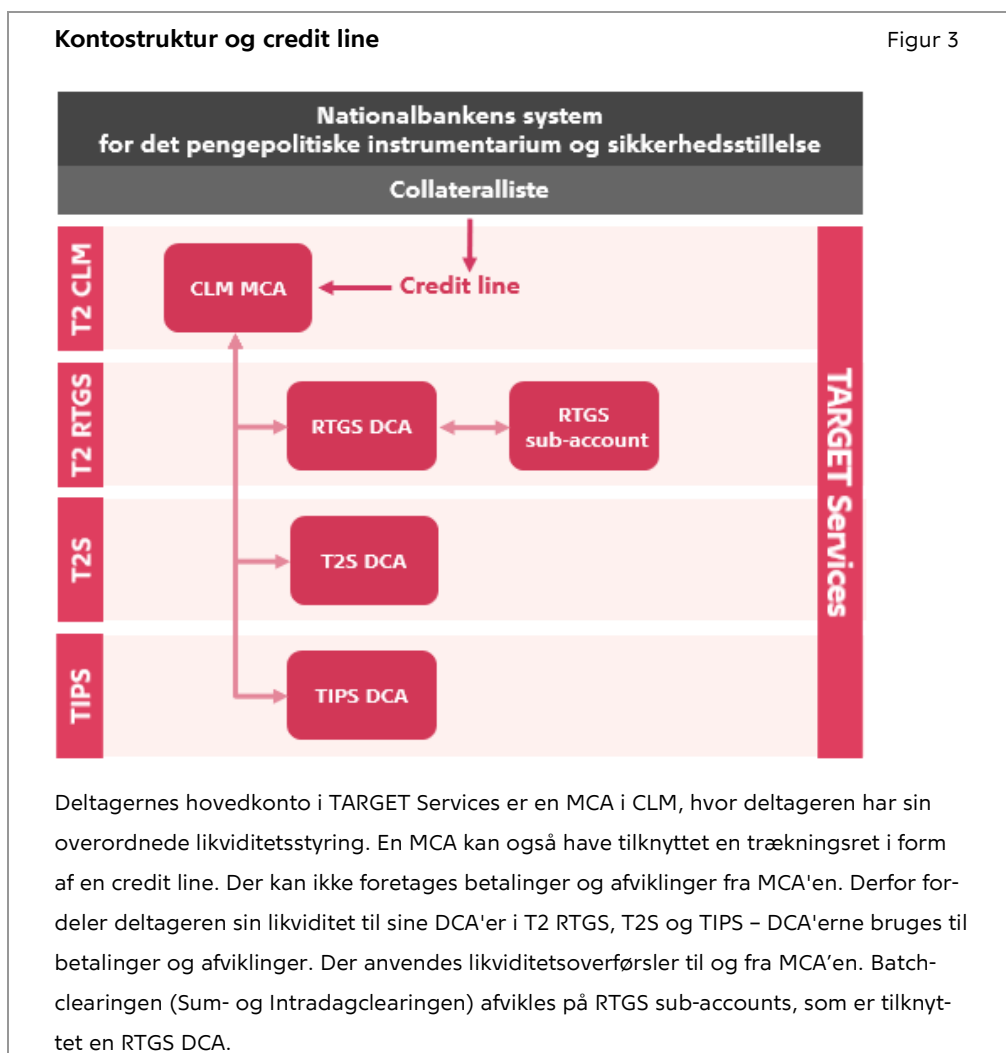 Kontostruktur og credit line
Figur 3
Nationalbankens system
for det pengepolitiske instrumentarium og sikkerhedsstillelse
Collateralliste
T2 CLM
CLM MCA
Credit line
TARGET Services
T2 RTGS
RTGS DCA
RTGS
sub-account
T2S
T2S DCA
TIPS
TIPS DCA
Deltagernes hovedkonto i TARGET Services er en MCA i CLM, hvor deltageren har sin
overordnede likviditetsstyring. En MCA kan også have tilknyttet en trækningsret i form
af en credit line. Der kan ikke foretages betalinger og afviklinger fra MCA'en. Derfor for-
deler deltageren sin likviditet til sine DCA'er i T2 RTGS, T2S og TIPS – DCA'erne bruges til
betalinger og afviklinger. Der anvendes likviditetsoverførsler til og fra MCA’en. Batch-
clearingen (Sum- og Intradagclearingen) afvikles på RTGS sub-accounts, som er tilknyt-
tet en RTGS DCA.